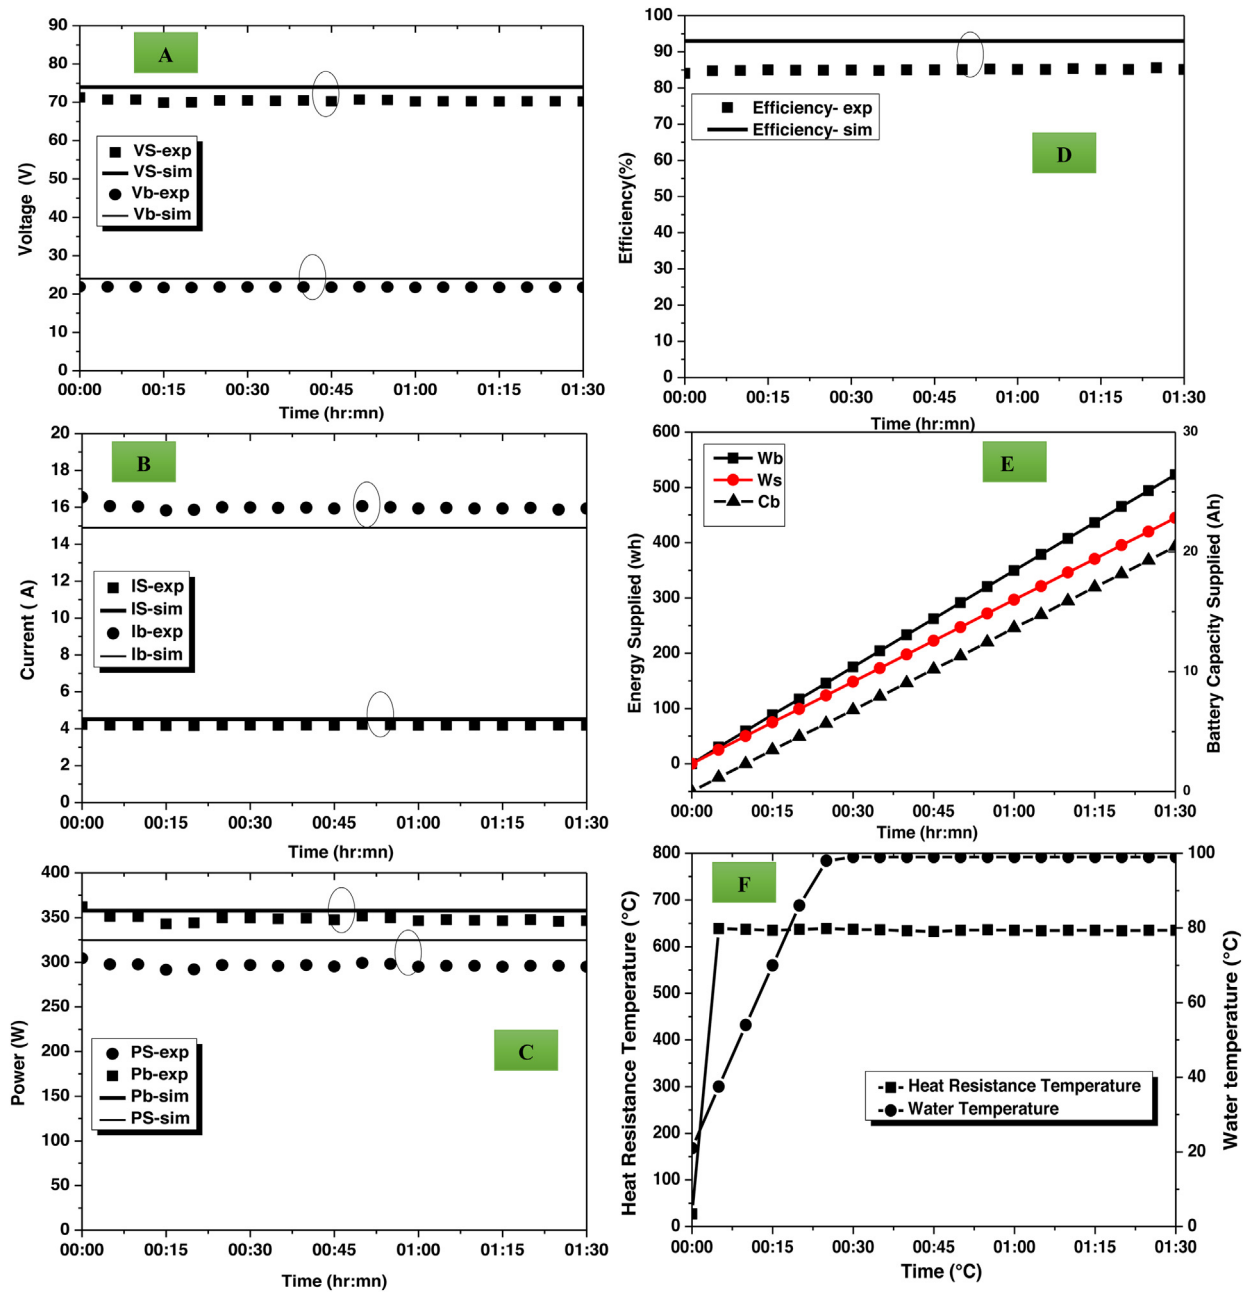 90
80
70
60
50
40
30
20
10
0
Voltage (V)
A
VS-exp
VS-sim
Vb-exp
Vb-sim
00:00 00:15 00:30 00:45 01:00 01:15 01:30
Time (hr:mn)
100
90
80
70
60
50
40
30
20
10
0
Efficiency(%)
Efficiency- exp
Efficiency- sim
D
00:00 00:15 00:30 00:45 01:00 01:15 01:30
Time (hr:mn)
20
18
16
14
12
10
8
6
4
2
0
Current ( A)
B
IS-exp
IS-sim
Ib-exp
Ib-sim
00:00 00:15 00:30 00:45 01:00 01:15 01:30
Time (hr:mn)
600
500
400
300
200
100
0
Energy Supplied (wh)
Wb
Ws
Cb
E
30
20
10
0
Battery Capacity Supplied (Ah)
00:00 00:15 00:30 00:45 01:00 01:15 01:30
Time (hr:mn)
400
350
300
250
200
150
100
50
0
Power (W)
C
PS-exp
Pb-exp
Pb-sim
PS-sim
00:00 00:15 00:30 00:45 01:00 01:15 01:30
Time (hr:mn)
800
700
600
500
400
300
200
100
0
Heat Resistance Temperature (°C)
F
Heat Resistance Temperature
Water Temperature
100
80
60
40
20
0
Water temperature (°C)
00:00 00:15 00:30 00:45 01:00 01:15 01:30
Time (°C)